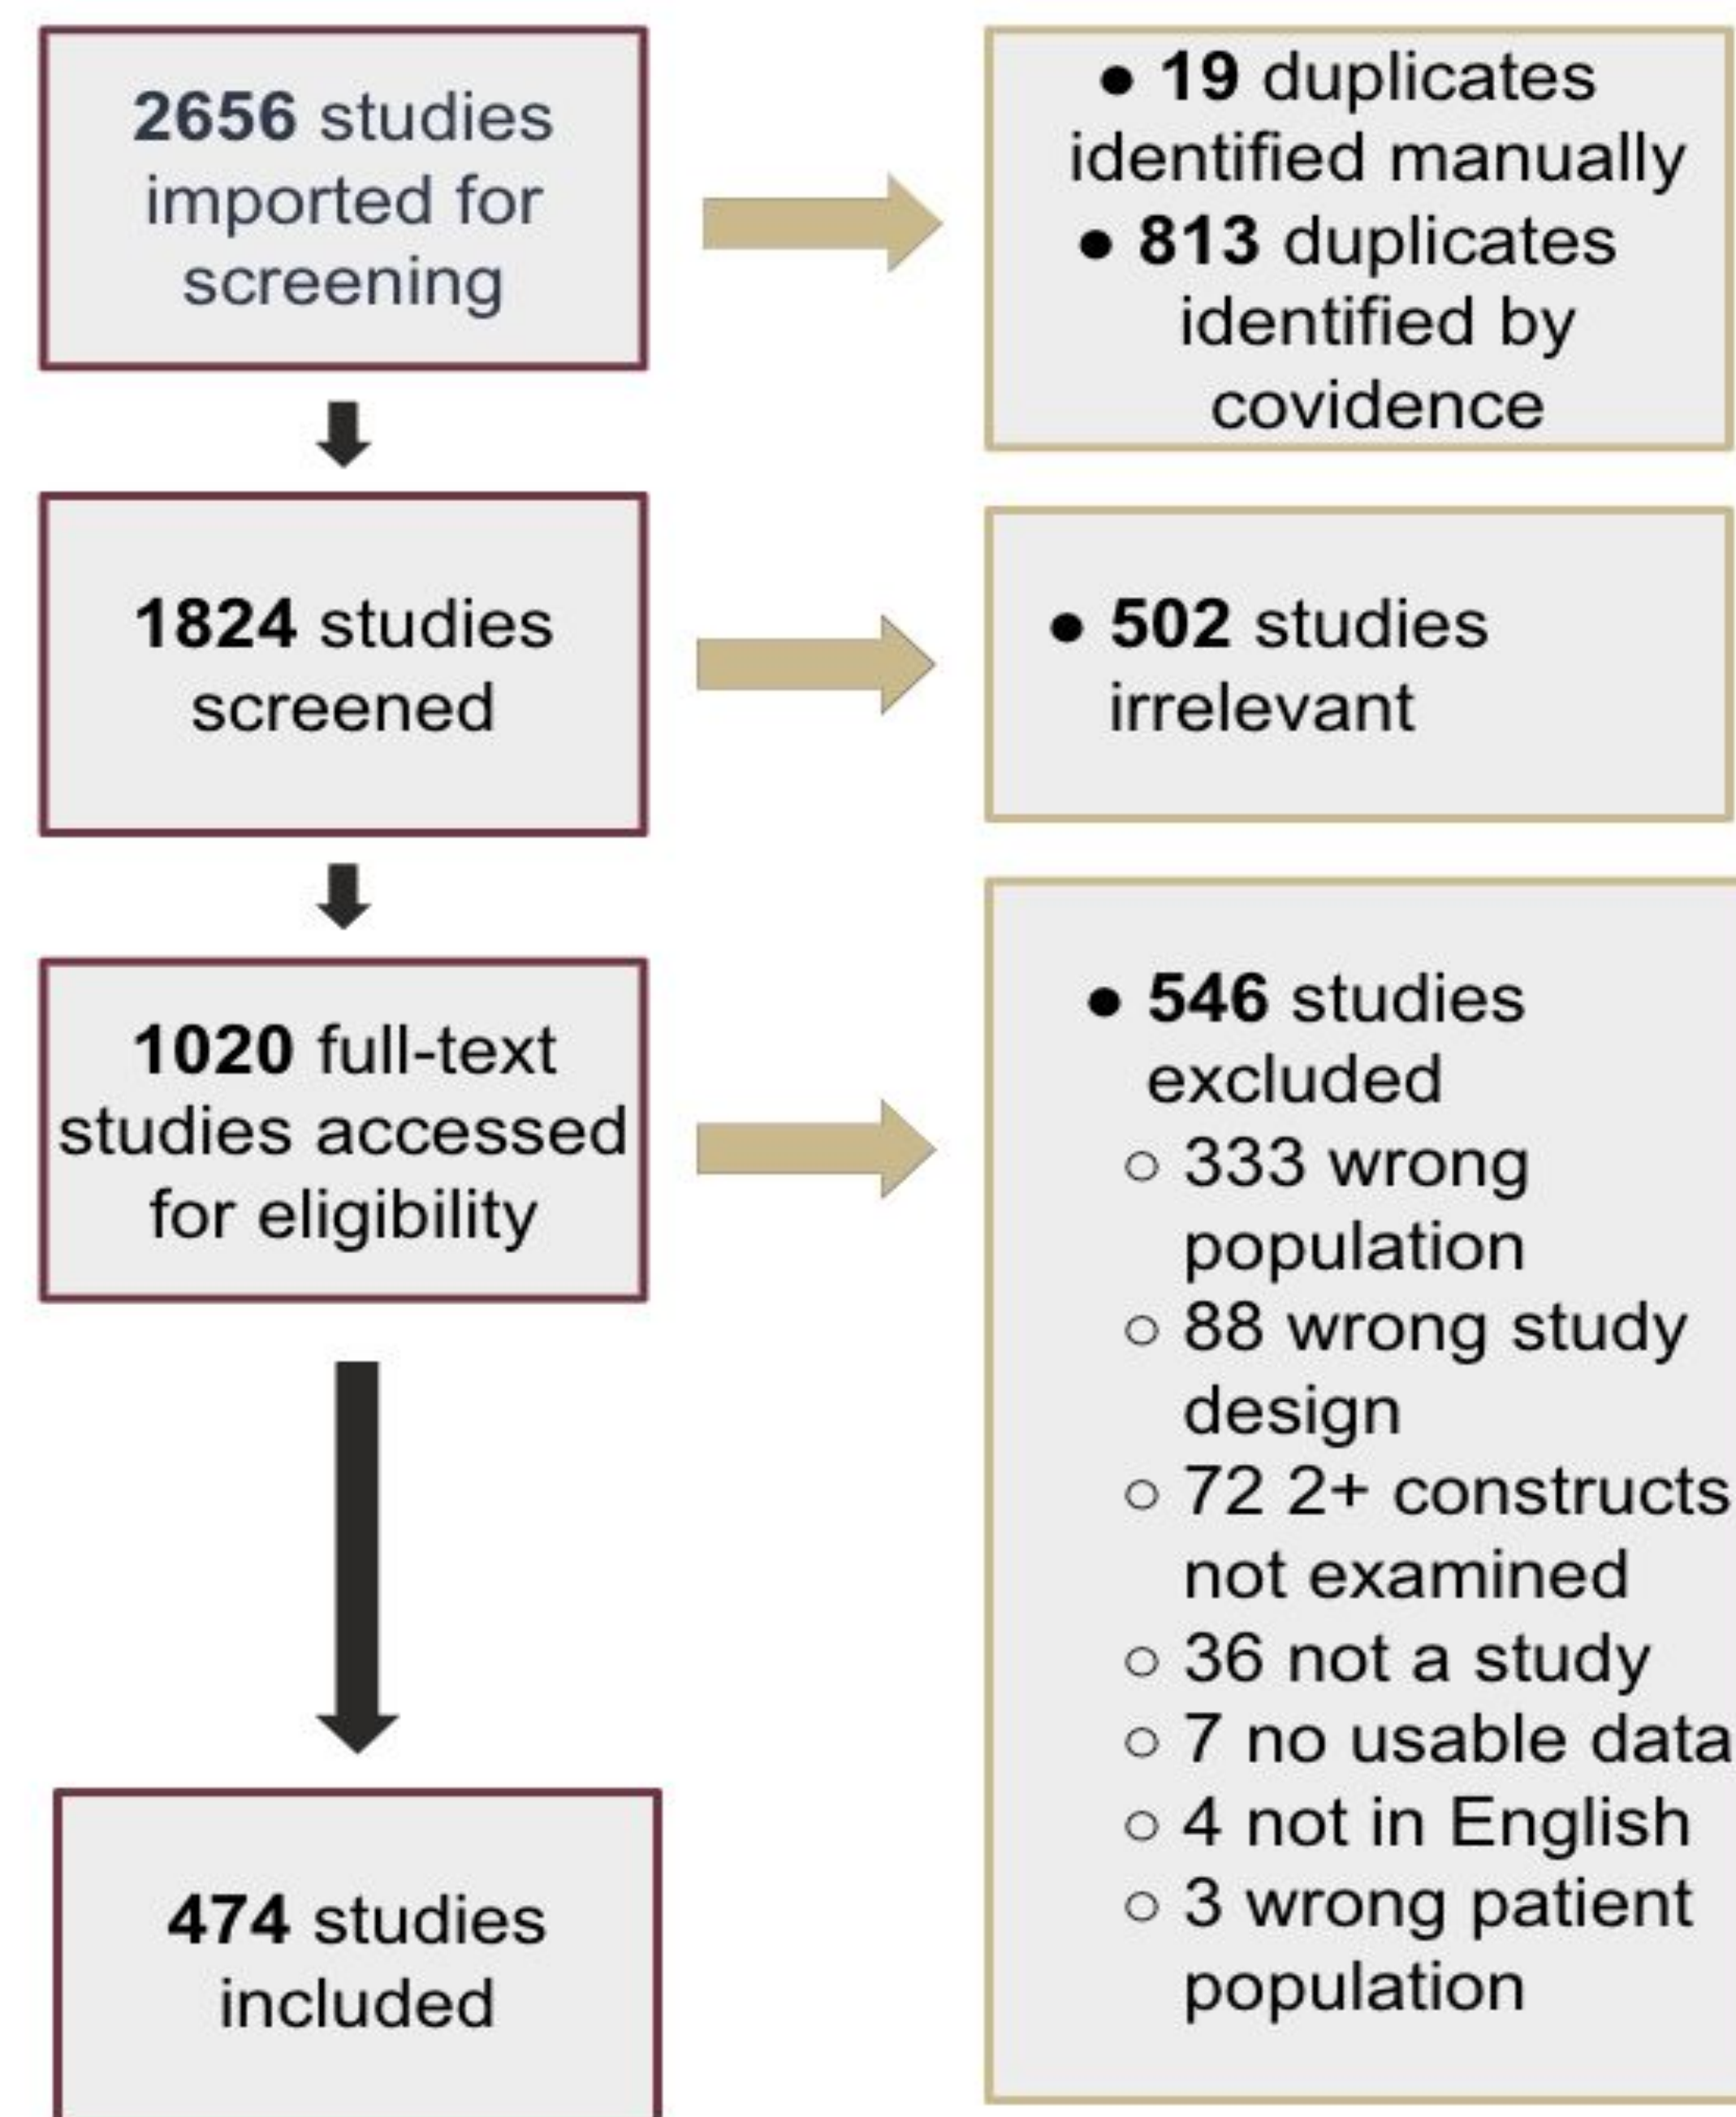 2656 studies
imported for
screening
● 19 duplicates
identified manually
● 813 duplicates
identified by
covidence
1824 studies
screened
● 502 studies
irrelevant
1020 full-text
studies accessed
for eligibility
● 546 studies
excluded
○ 333 wrong
population
○ 88 wrong study
design
○ 72 2+ constructs
not examined
○ 36 not a study
○ 7 no usable data
○ 4 not in English
○ 3 wrong patient
population
474 studies
included